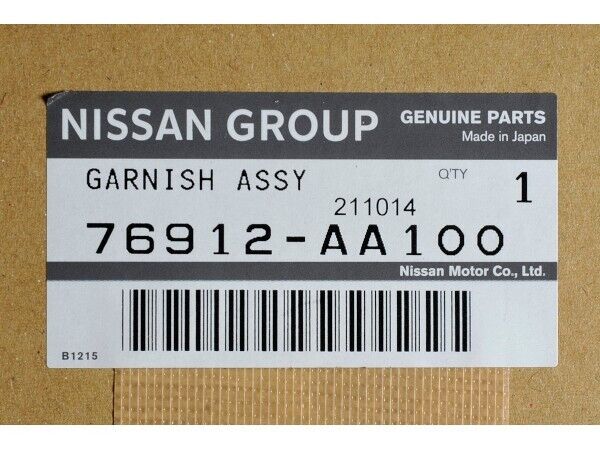 NISSAN GROUP
GENUINE PARTS
Made in Japan
GARNISH ASSY
Q'TY
1
211014
76912-AA100
Nissan Motor Co., Ltd.
B1215